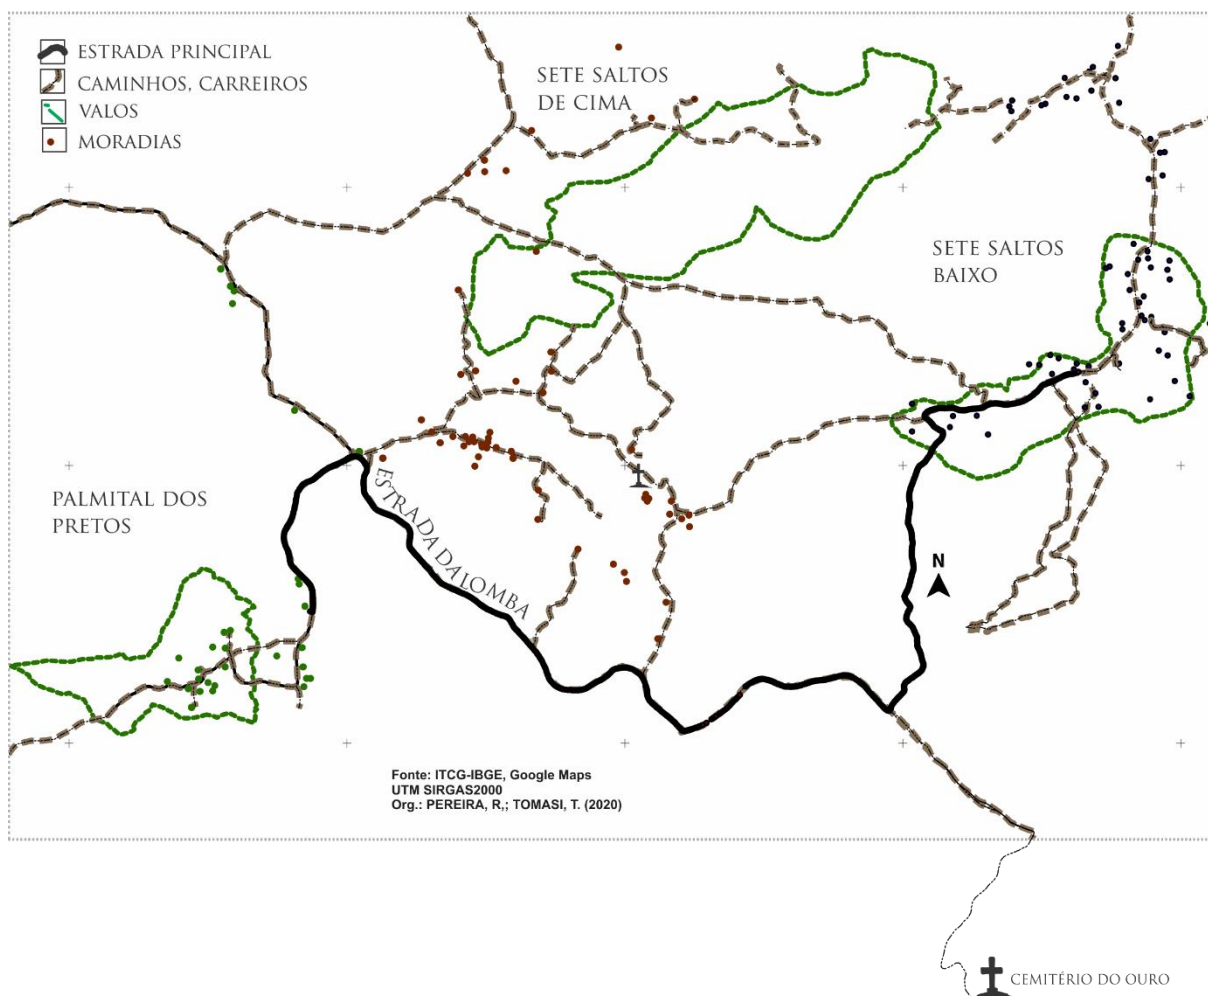 ESTRADA PRINCIPAL
CAMINHOS, CARREIROS
VALOS
MORADIAS
SETE SALTOS
DE CIMA
SETE SALTOS
BAIXO
PALMITAL DOS
PRETOS
ESTRADA DA LOMBA
N
Fonte: ITCG-IBGE, Google Maps
UTM SIRGAS2000
Org.: PEREIRA, R,; TOMASI, T. (2020)
CEMITÉRIO DO OURO